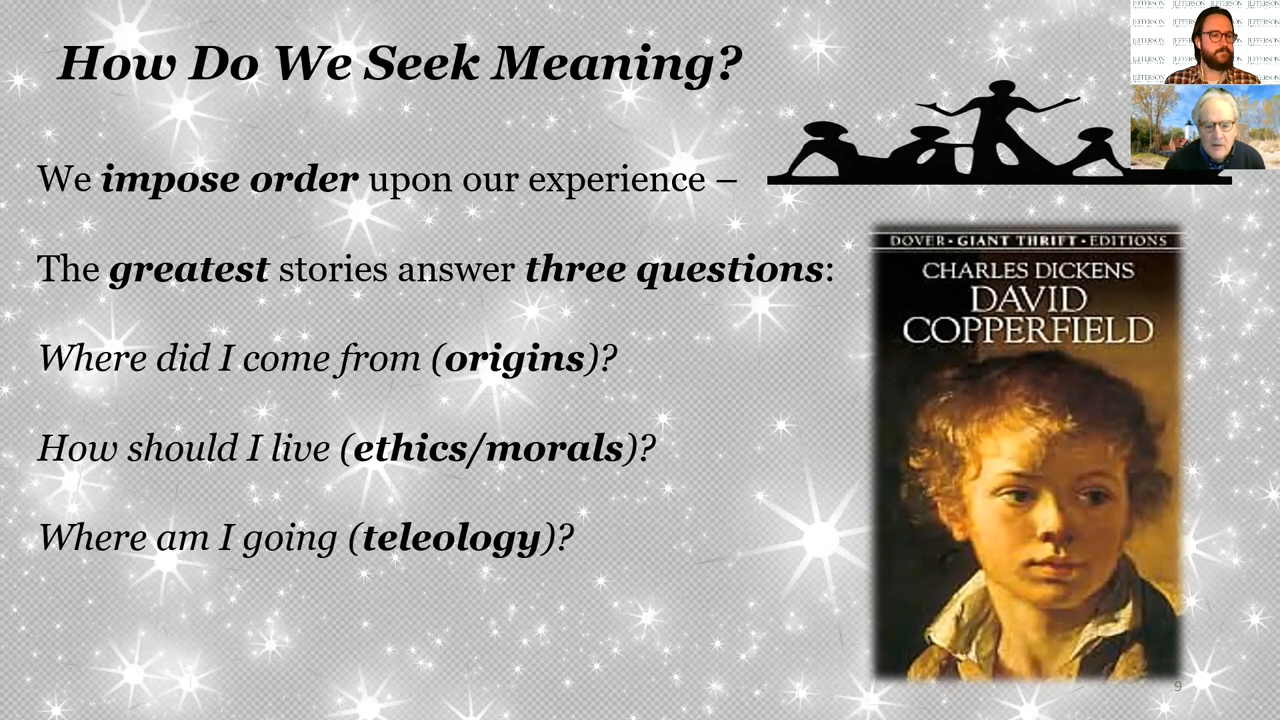 How Do We Seek Meaning?
We impose order upon our experience –
The greatest stories answer three questions:
Where did I come from (origins)?
How should I live (ethics/morals)?
Where am I going (teleology)?
DOVER • GIANT THRIFT • EDITIONS
CHARLES DICKENS
DAVID
COPPERFIELD
9
JEFFERSON JEFFERSON